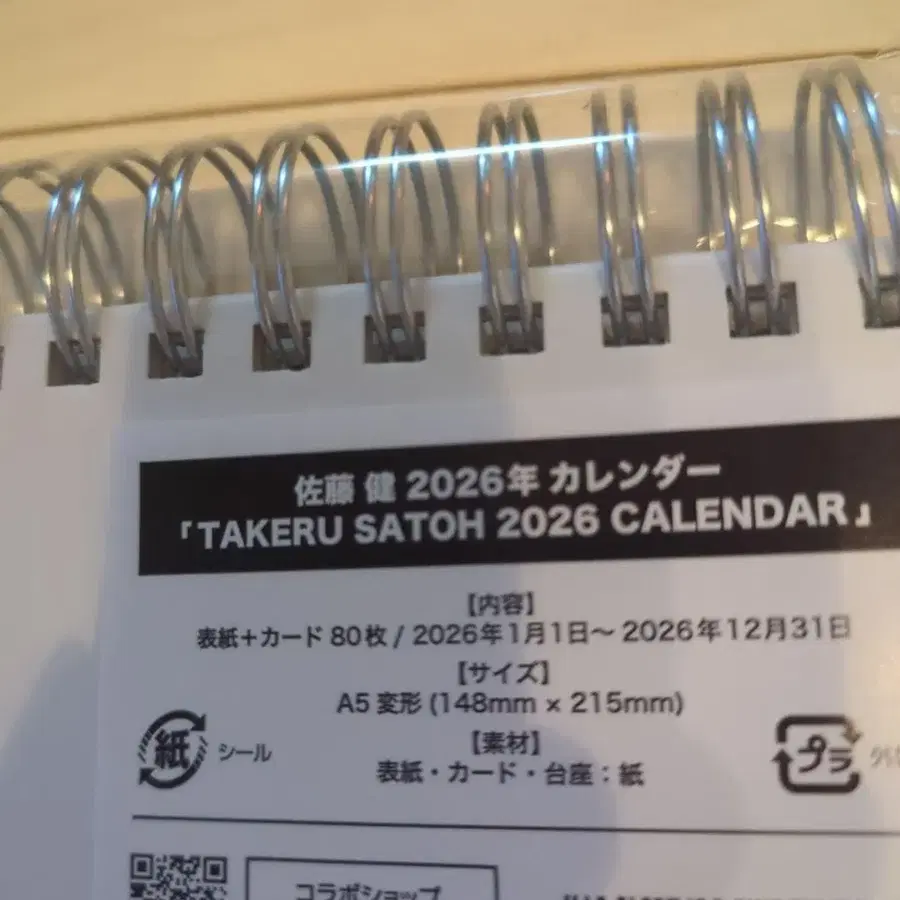 佐藤 健 2026年 カレンダー
「TAKERU SATOH 2026 CALENDAR」
【内容】
表紙＋カード 80枚 / 2026年1月1日〜 2026年12月31日
【サイズ】
A5 変形 (148mm × 215mm)
【素材】
表紙・カード・台座：紙
紙 シール
プラ
コラボショップ